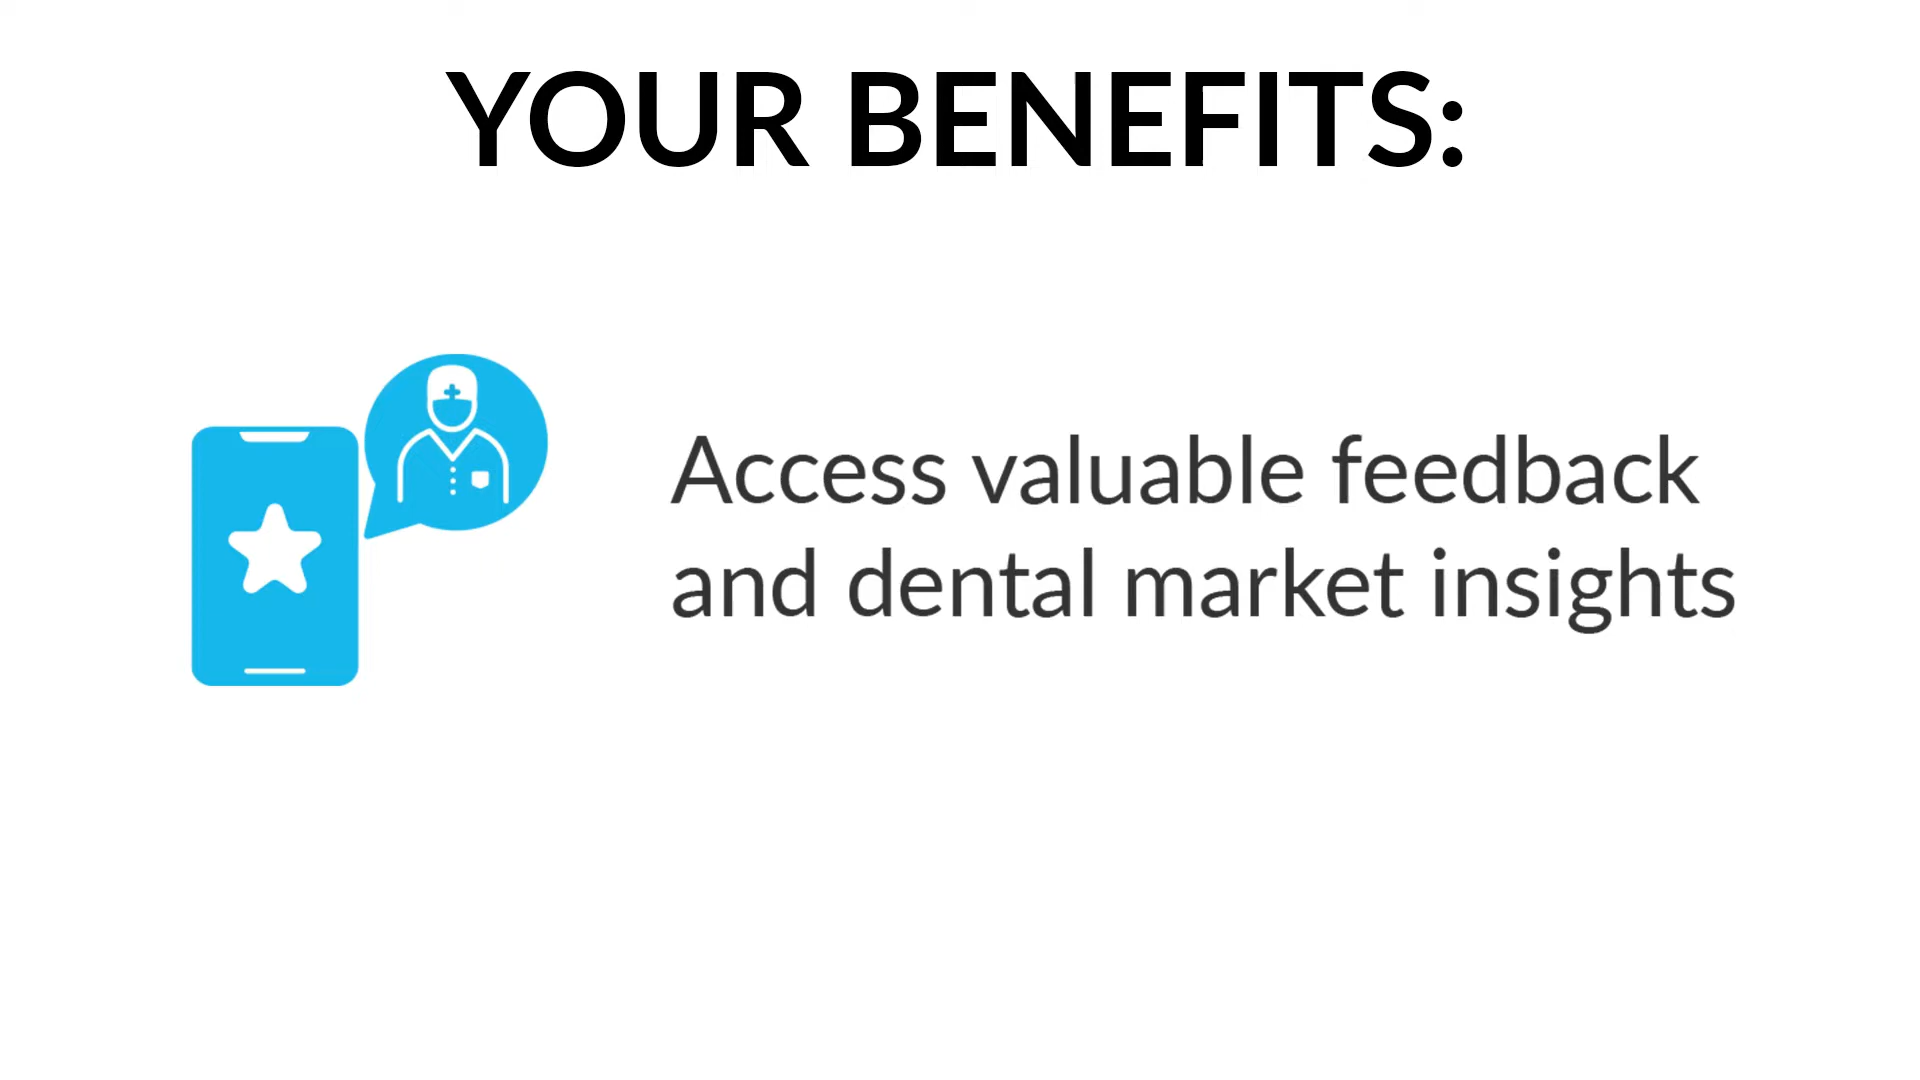 YOUR BENEFITS:
Access valuable feedback
and dental market insights